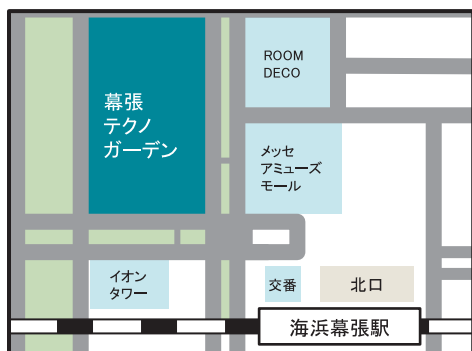 ROOM
DECO
幕張
テクノ
ガーデン
メッセ
アミューズ
モール
イオン
タワー
交番
北口
海浜幕張駅